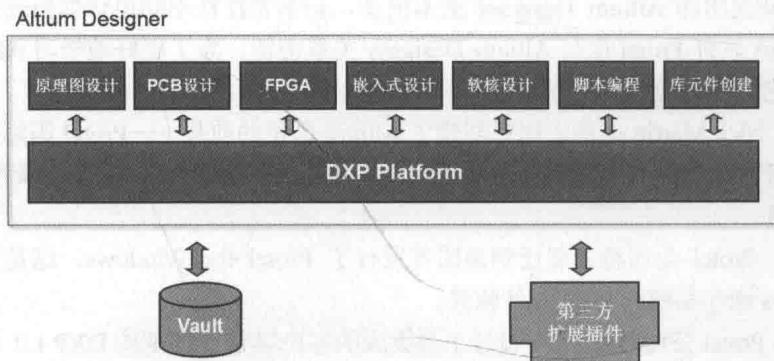 Altium Designer
原理图设计 PCB设计 FPGA 嵌入式设计 软核设计 脚本编程 库元件创建
DXP Platform
Vault
第三方
扩展插件